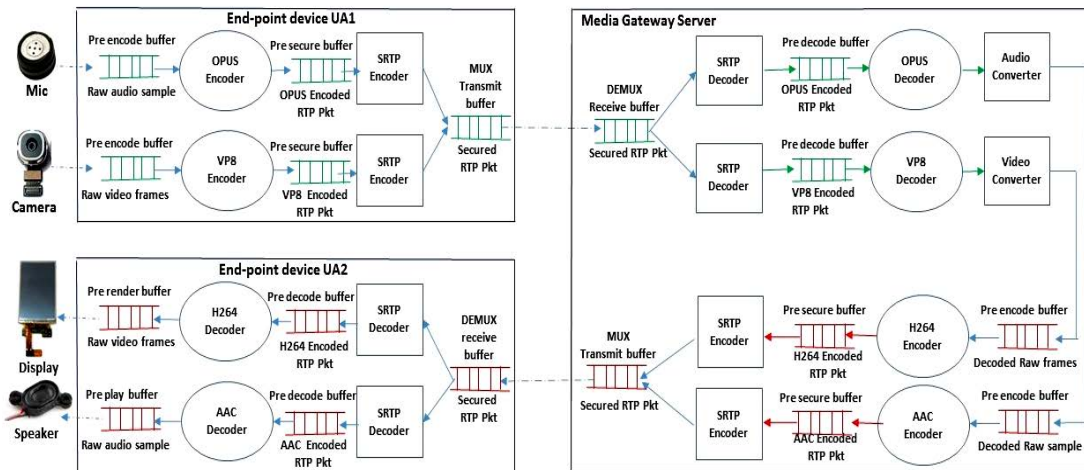 End-point device UA1
Mic
Pre encode buffer
Raw audio sample
OPUS
Encoder
Pre secure buffer
OPUS Encoded
RTP Pkt
SRTP
Encoder
MUX
Transmit
buffer
Secured
RTP Pkt
Camera
Pre encode buffer
Raw video frames
VP8
Encoder
Pre secure buffer
VP8 Encoded
RTP Pkt
SRTP
Encoder
Media Gateway Server
DEMUX
Receive buffer
Secured RTP Pkt
SRTP
Decoder
Pre decode buffer
OPUS Encoded
RTP Pkt
OPUS
Decoder
Audio
Converter
SRTP
Decoder
Pre decode buffer
VP8 Encoded
RTP Pkt
VP8
Decoder
Video
Converter
End-point device UA2
Display
Pre render buffer
Raw video frames
H264
Decoder
Pre decode buffer
H264 Encoded
RTP Pkt
SRTP
Decoder
DEMUX
receive
buffer
Secured
RTP Pkt
Speaker
Pre play buffer
Raw audio sample
AAC
Decoder
Pre decode buffer
AAC Encoded
RTP Pkt
SRTP
Decoder
MUX
Transmit buffer
Secured RTP Pkt
SRTP
Encoder
Pre secure buffer
H264 Encoded
RTP Pkt
H264
Encoder
Pre encode buffer
Decoded Raw frames
SRTP
Encoder
Pre secure buffer
AAC Encoded
RTP Pkt
AAC
Encoder
Pre encode buffer
Decoded Raw sample